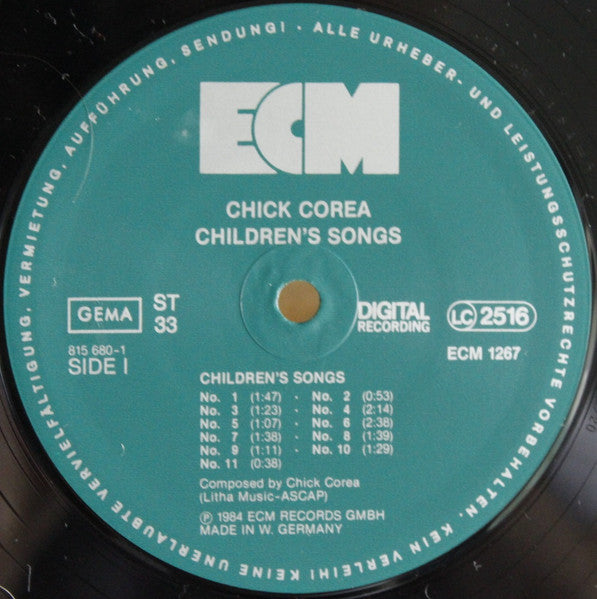 ALLE URHEBER- UND LEISTUNGSSCHUTZRECHTE VORBEHALTEN. KEIN VERLEIH! KEINE UNERLAUBTE VERVIELFÄLTIGUNG, VERMIETUNG, AUFFÜHRUNG, SENDUNG! ·
ECM
CHICK COREA
CHILDREN'S SONGS
GEMA
ST
33
DIGITAL
RECORDING
LC 2516
815 680-1
SIDE I
ECM 1267
CHILDREN'S SONGS
No. 1 (1:47) · No. 2 (0:53)
No. 3 (1:23) · No. 4 (2:14)
No. 5 (1:07) · No. 6 (2:38)
No. 7 (1:38) · No. 8 (1:39)
No. 9 (1:11) · No. 10 (1:29)
No. 11 (0:38)
Composed by Chick Corea
(Litha Music-ASCAP)
Ⓟ 1984 ECM RECORDS GMBH
MADE IN W. GERMANY